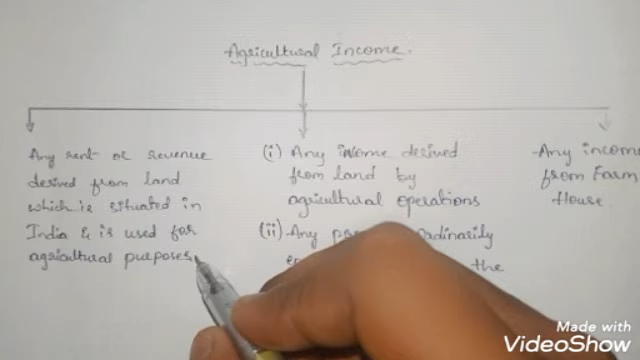 Agricultural Income.
Any rent or revenue
derived from land
which is situated in
India & is used for
agricultural purposes.
(i) Any income derived
from land by
agricultural operations
(ii) Any ordinarily
the
Any income
from Farm
House.
Made with
VideoShow